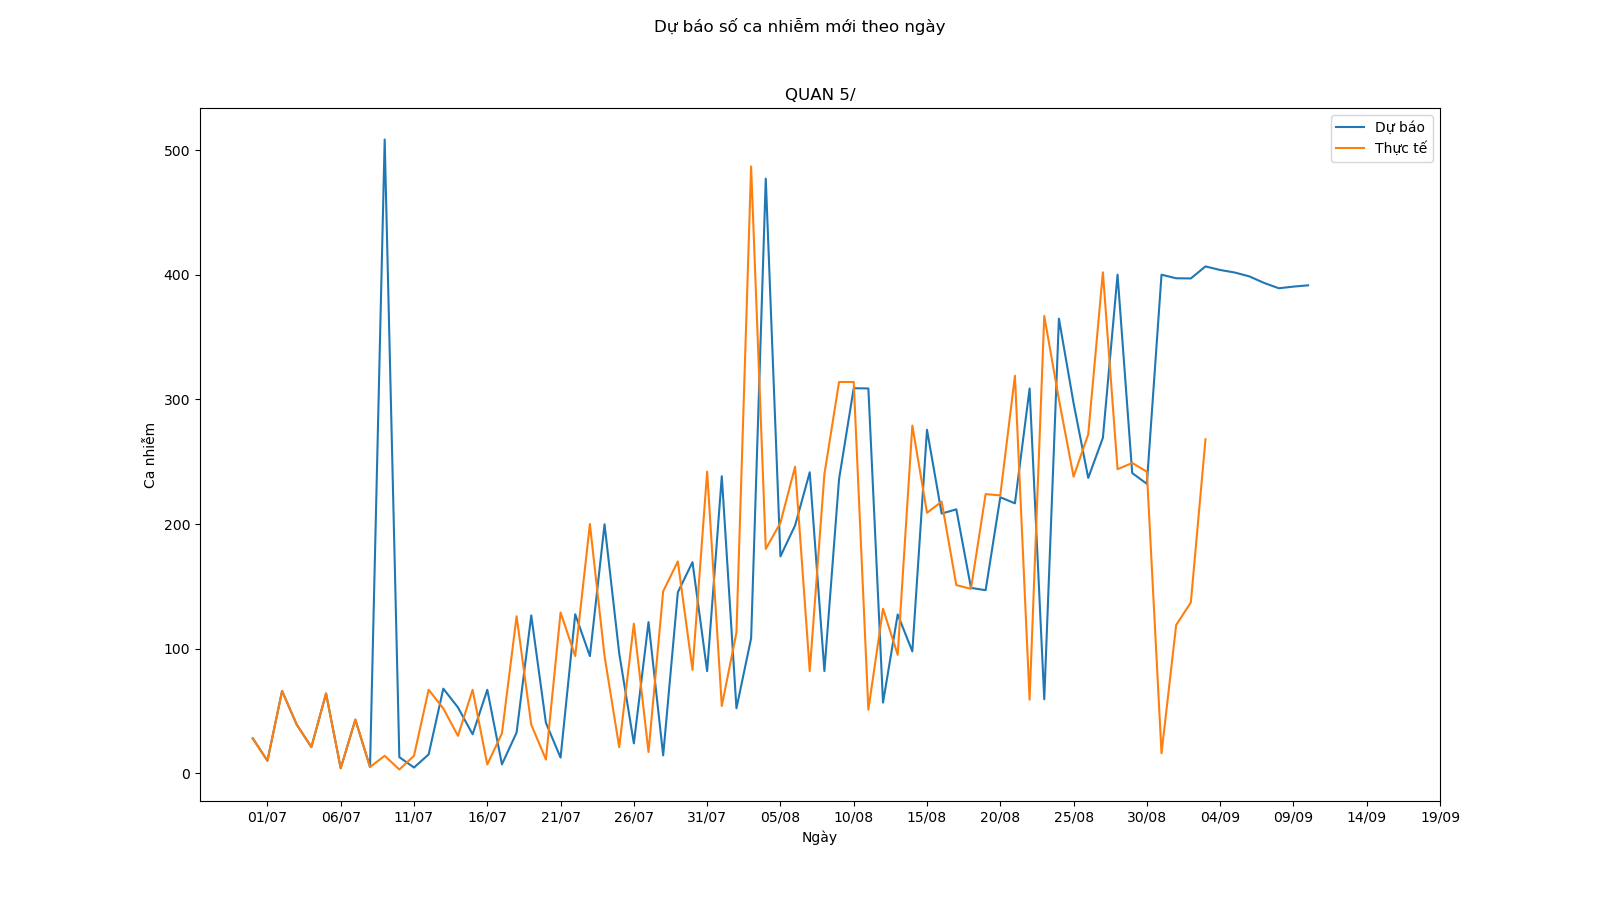 Dự báo số ca nhiễm mới theo ngày
QUAN 5/
Dự báo
Thực tế
500
400
300
200
100
0
Ca nhiễm
01/07 06/07 11/07 16/07 21/07 26/07 31/07 05/08 10/08 15/08 20/08 25/08 30/08 04/09 09/09 14/09 19/09
Ngày